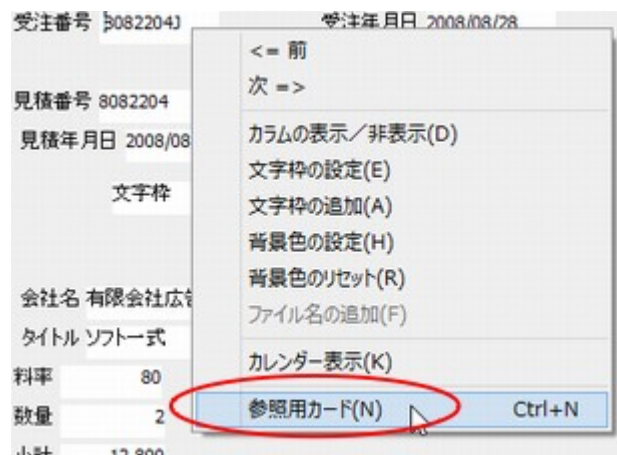 受注番号 8082204J 受注年月日 2008/08/28
<= 前
次 =>
見積番号 8082204
見積年月日 2008/08
カラムの表示／非表示(D)
文字枠の設定(E)
文字枠
文字枠の追加(A)
背景色の設定(H)
背景色のリセット(R)
会社名 有限会社広
ファイル名の追加(F)
タイトル ソフト一式
カレンダー表示(K)
料率 80
参照用カード(N) Ctrl+N
数量 2
小計 12,800